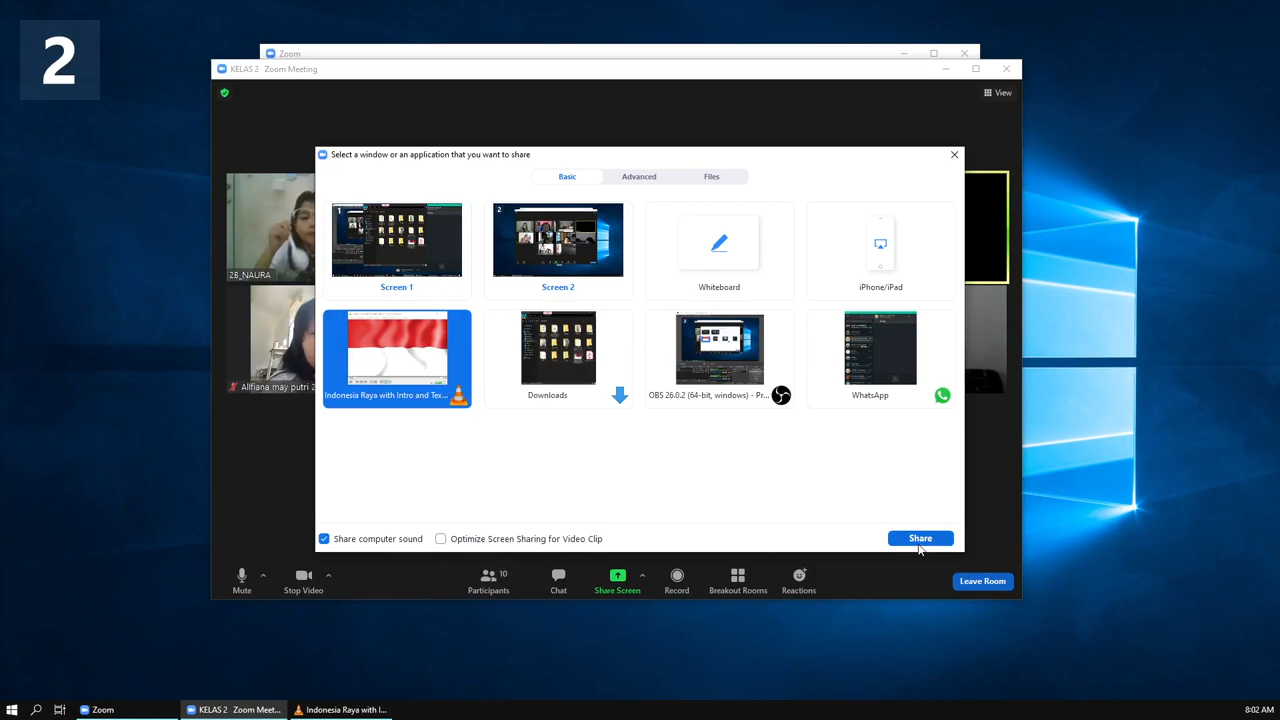 2
Zoom
KELAS 2 Zoom Meeting
View
Select a window or an application that you want to share
Basic Advanced Files
1
2
Screen 1 Screen 2 Whiteboard iPhone/iPad
Indonesia Raya with Intro and Tex... Downloads OBS 26.0.2 (64-bit, windows) - Pr... WhatsApp
2B_NAURA
Allfiana may putri 2
Share computer sound Optimize Screen Sharing for Video Clip Share
10
Mute Stop Video Participants Chat Share Screen Record Breakout Rooms Reactions Leave Room
Zoom KELAS 2 Zoom Meet... Indonesia Raya with I... 8:02 AM